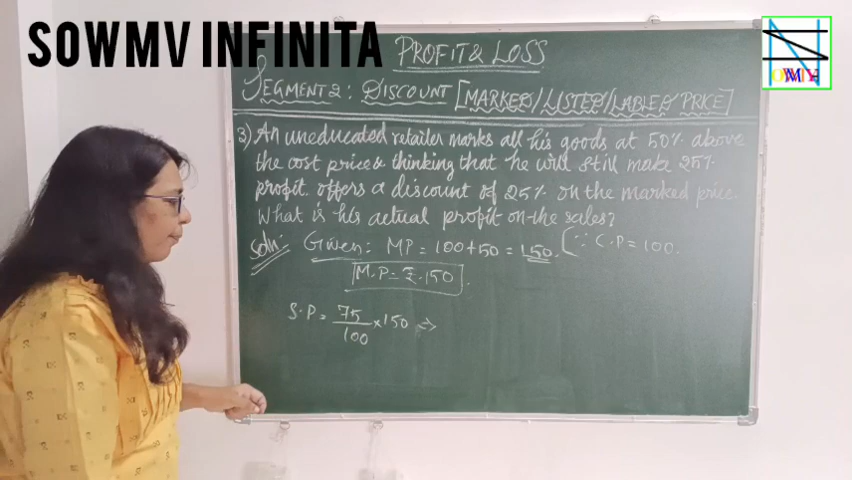 SOWMV INFINITA
PROFIT & LOSS
SEGMENT 2 : DISCOUNT [MARKED/LISTED/LABLED PRICE]
3) An uneducated retailer marks all his goods at 50% above
the cost price & thinking that he will still make 25%
profit, offers a discount of 25% on the marked price.
What is his actual profit on the sales?
Soln: Given: MP = 100+50 = 150. [∵ C.P = 100.
M.P = ₹.150.
S.P = 75/100 × 150 ⇒